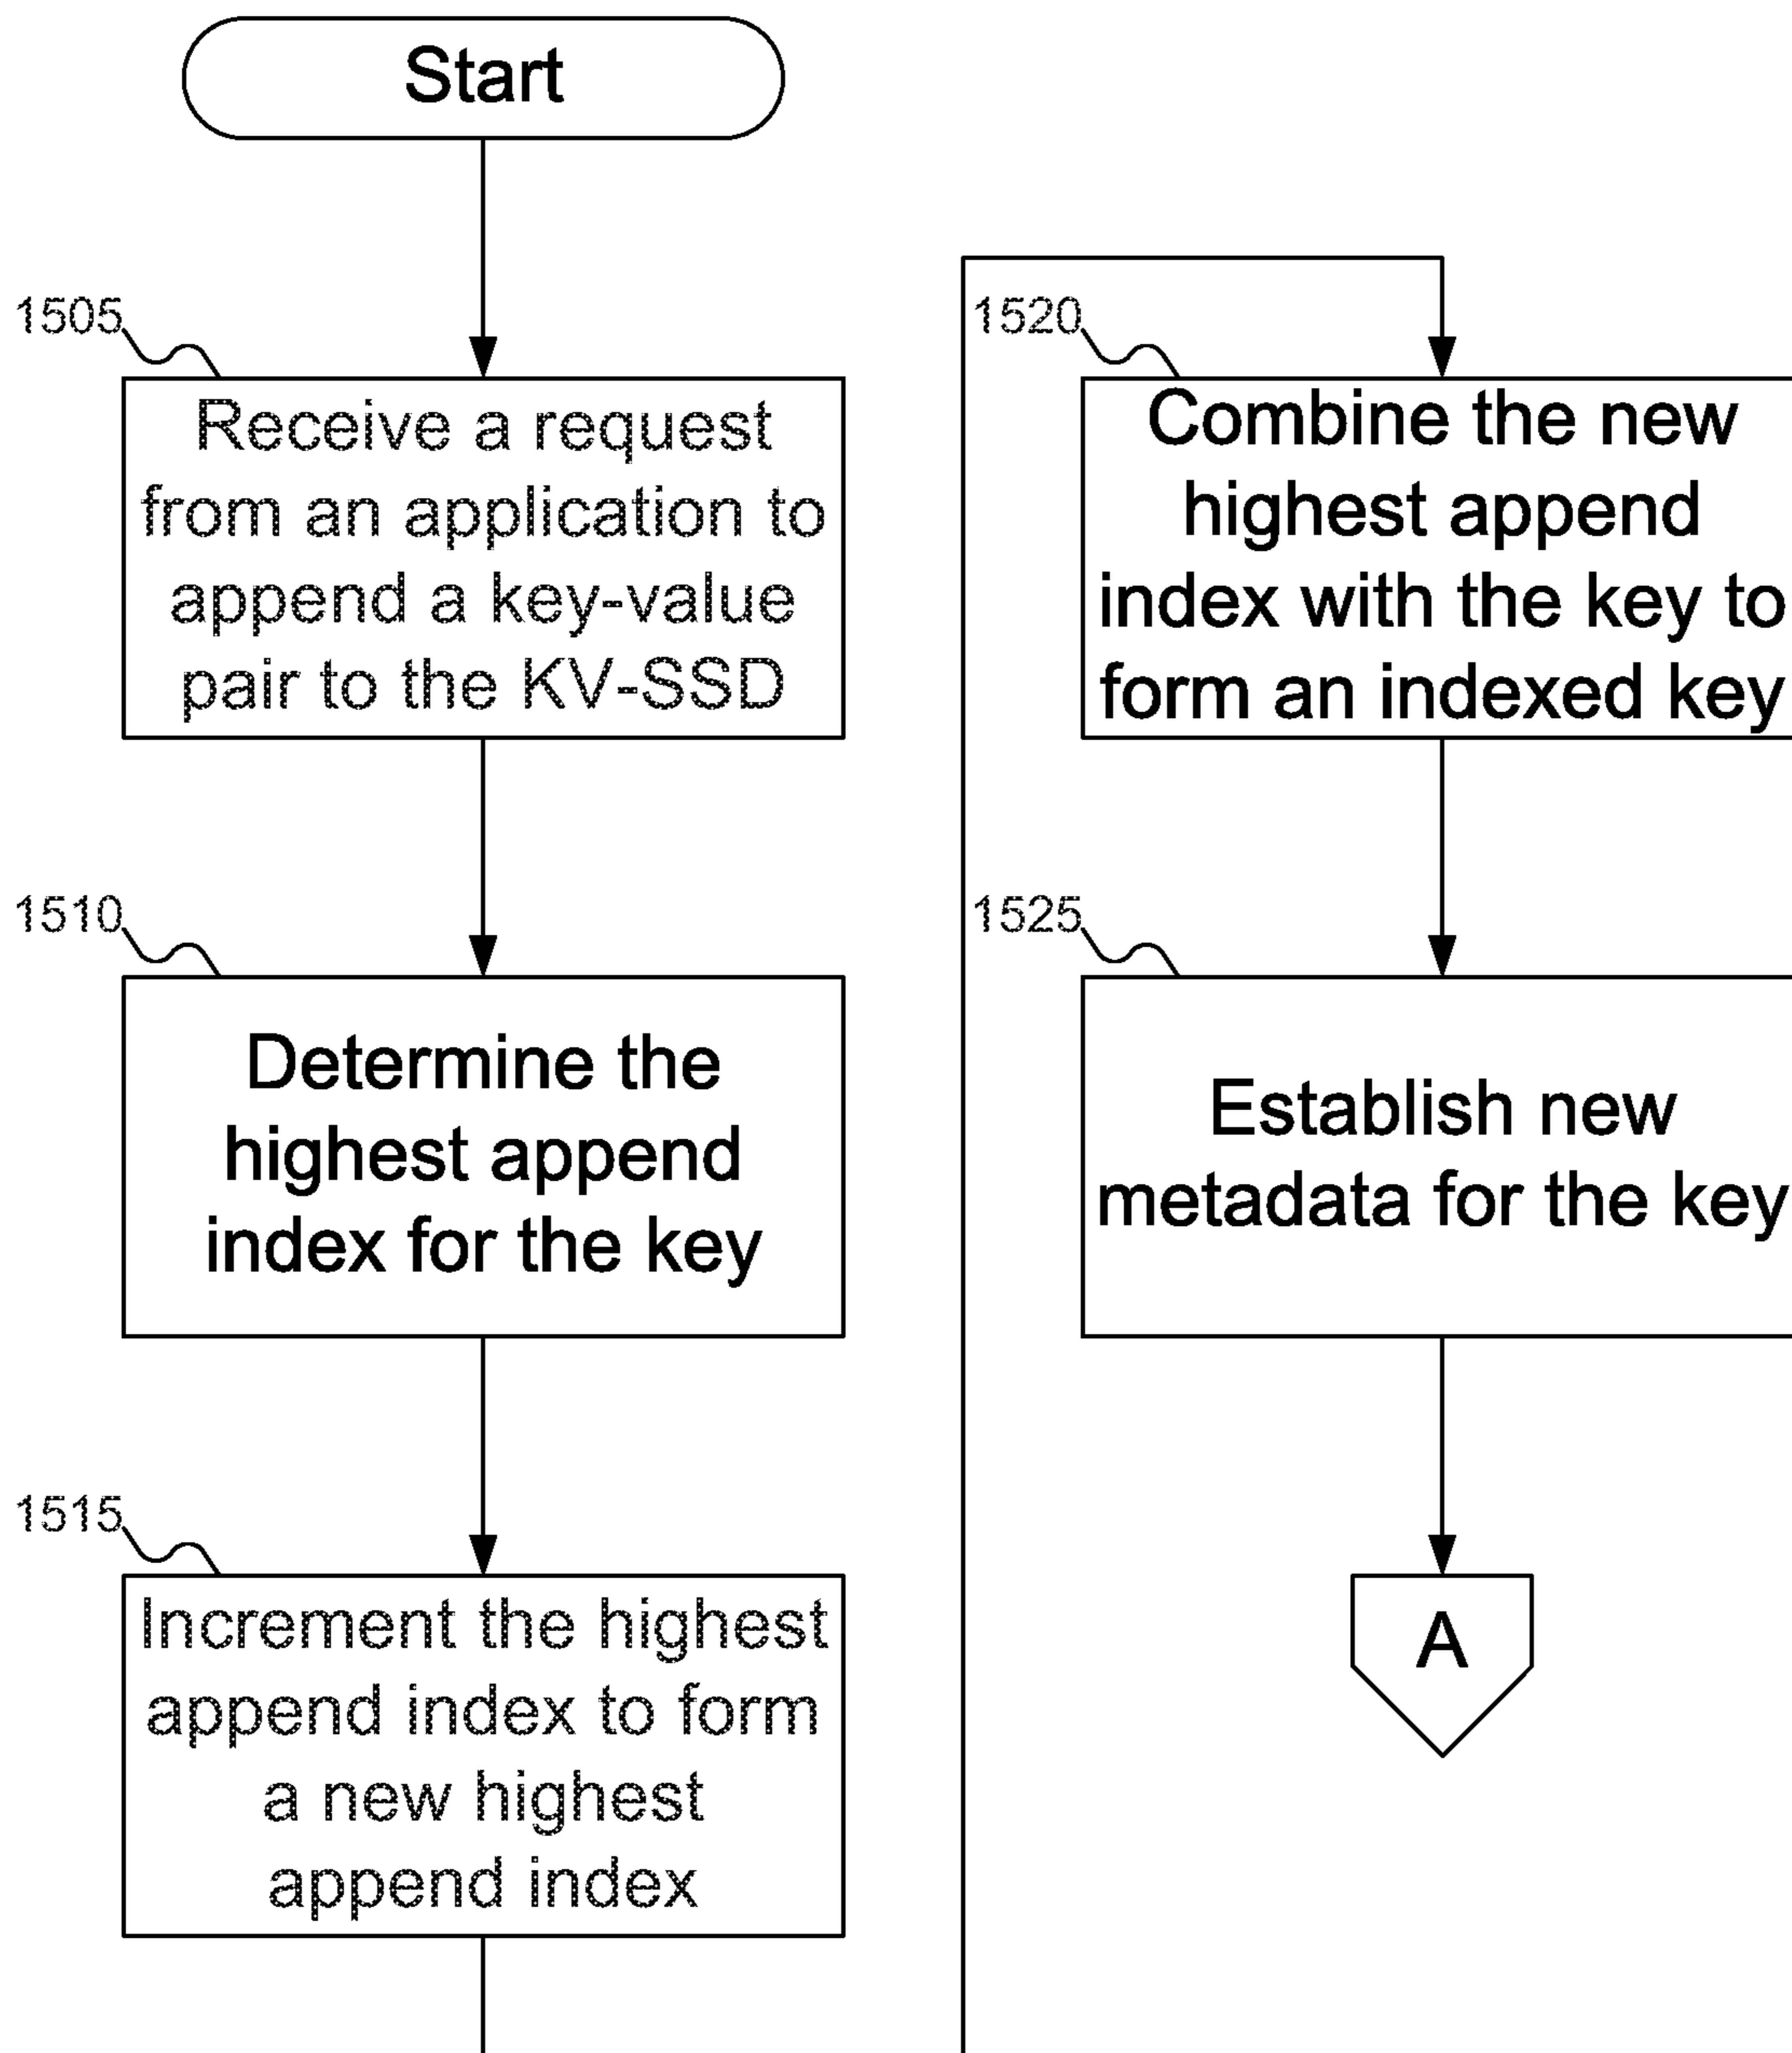 Start
1505
Receive a request
from an application to
append a key-value
pair to the KV-SSD
1510
Determine the
highest append
index for the key
1515
Increment the highest
append index to form
a new highest
append index
1520
Combine the new
highest append
index with the key to
form an indexed key
1525
Establish new
metadata for the key
A